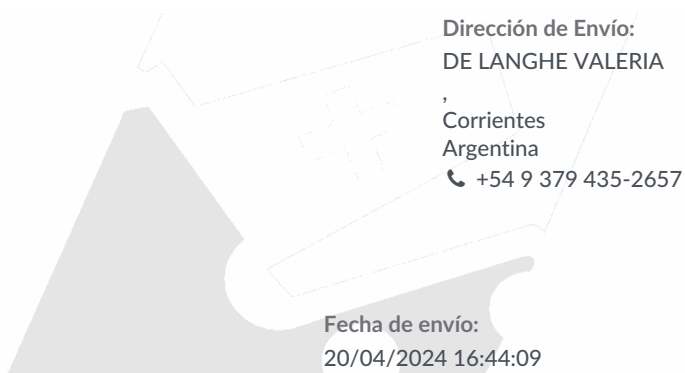 Dirección de Envío:
DE LANGHE VALERIA
,
Corrientes
Argentina
+54 9 379 435-2657
Fecha de envío:
20/04/2024 16:44:09